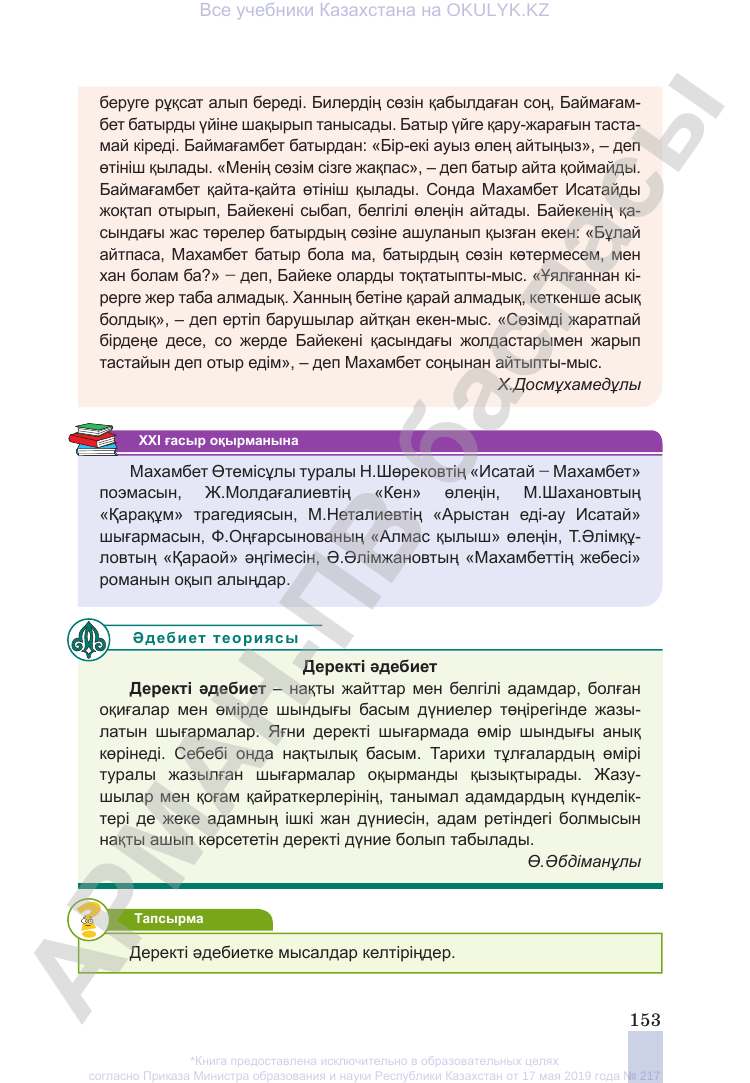 Все учебники Казахстана на OKULYK.KZ
беруге рұқсат алып береді. Билердің сөзін қабылдаған соң, Баймағам-
бет батырды үйіне шақырып танысады. Батыр үйге қару-жарағын таста-
май кіреді. Баймағамбет батырдан: «Бір-екі ауыз өлең айтыңыз», – деп
өтініш қылады. «Менің сөзім сізге жақпас», – деп батыр айта қоймайды.
Баймағамбет қайта-қайта өтініш қылады. Сонда Махамбет Исатайды
жоқтап отырып, Байекені сыбап, белгілі өлеңін айтады. Байекенің қа-
сындағы жас төрелер батырдың сөзіне ашуланып қызған екен: «Бұлай
айтпаса, Махамбет батыр бола ма, батырдың сөзін көтермесем, мен
хан болам ба?» – деп, Байеке оларды тоқтатыпты-мыс. «Ұялғаннан кі-
рерге жер таба алмадық. Ханның бетіне қарай алмадық, кеткенше асық
болдық», – деп ертіп барушылар айтқан екен-мыс. «Сөзімді жаратпай
бірдеңе десе, со жерде Байекені қасындағы жолдастарымен жарып
тастайын деп отыр едім», – деп Махамбет соңынан айтыпты-мыс.
Х.Досмұхамедұлы
XXI ғасыр оқырманына
Махамбет Өтемісұлы туралы Н.Шөрековтің «Исатай – Махамбет»
поэмасын, Ж.Молдағалиевтің «Кен» өлеңін, М.Шахановтың
«Қарақұм» трагедиясын, М.Неталиевтің «Арыстан еді-ау Исатай»
шығармасын, Ф.Оңғарсынованың «Алмас қылыш» өлеңін, Т.Әлімқұ-
ловтың «Қараой» әңгімесін, Ә.Әлімжановтың «Махамбеттің жебесі»
романын оқып алыңдар.
Әдебиет теориясы
Деректі әдебиет
Деректі әдебиет – нақты жайттар мен белгілі адамдар, болған
оқиғалар мен өмірде шындығы басым дүниелер төңірегінде жазы-
латын шығармалар. Яғни деректі шығармада өмір шындығы анық
көрінеді. Себебі онда нақтылық басым. Тарихи тұлғалардың өмірі
туралы жазылған шығармалар оқырманды қызықтырады. Жазу-
шылар мен қоғам қайраткерлерінің, танымал адамдардың күнделік-
тері де жеке адамның ішкі жан дүниесін, адам ретіндегі болмысын
нақты ашып көрсететін деректі дүние болып табылады.
Ө.Әбдіманұлы
Тапсырма
Деректі әдебиетке мысалдар келтіріңдер.
АРМАН-ПВ баспасы
153
*Книга предоставлена исключительно в образовательных целях
согласно Приказа Министра образования и науки Республики Казахстан от 17 мая 2019 года № 217